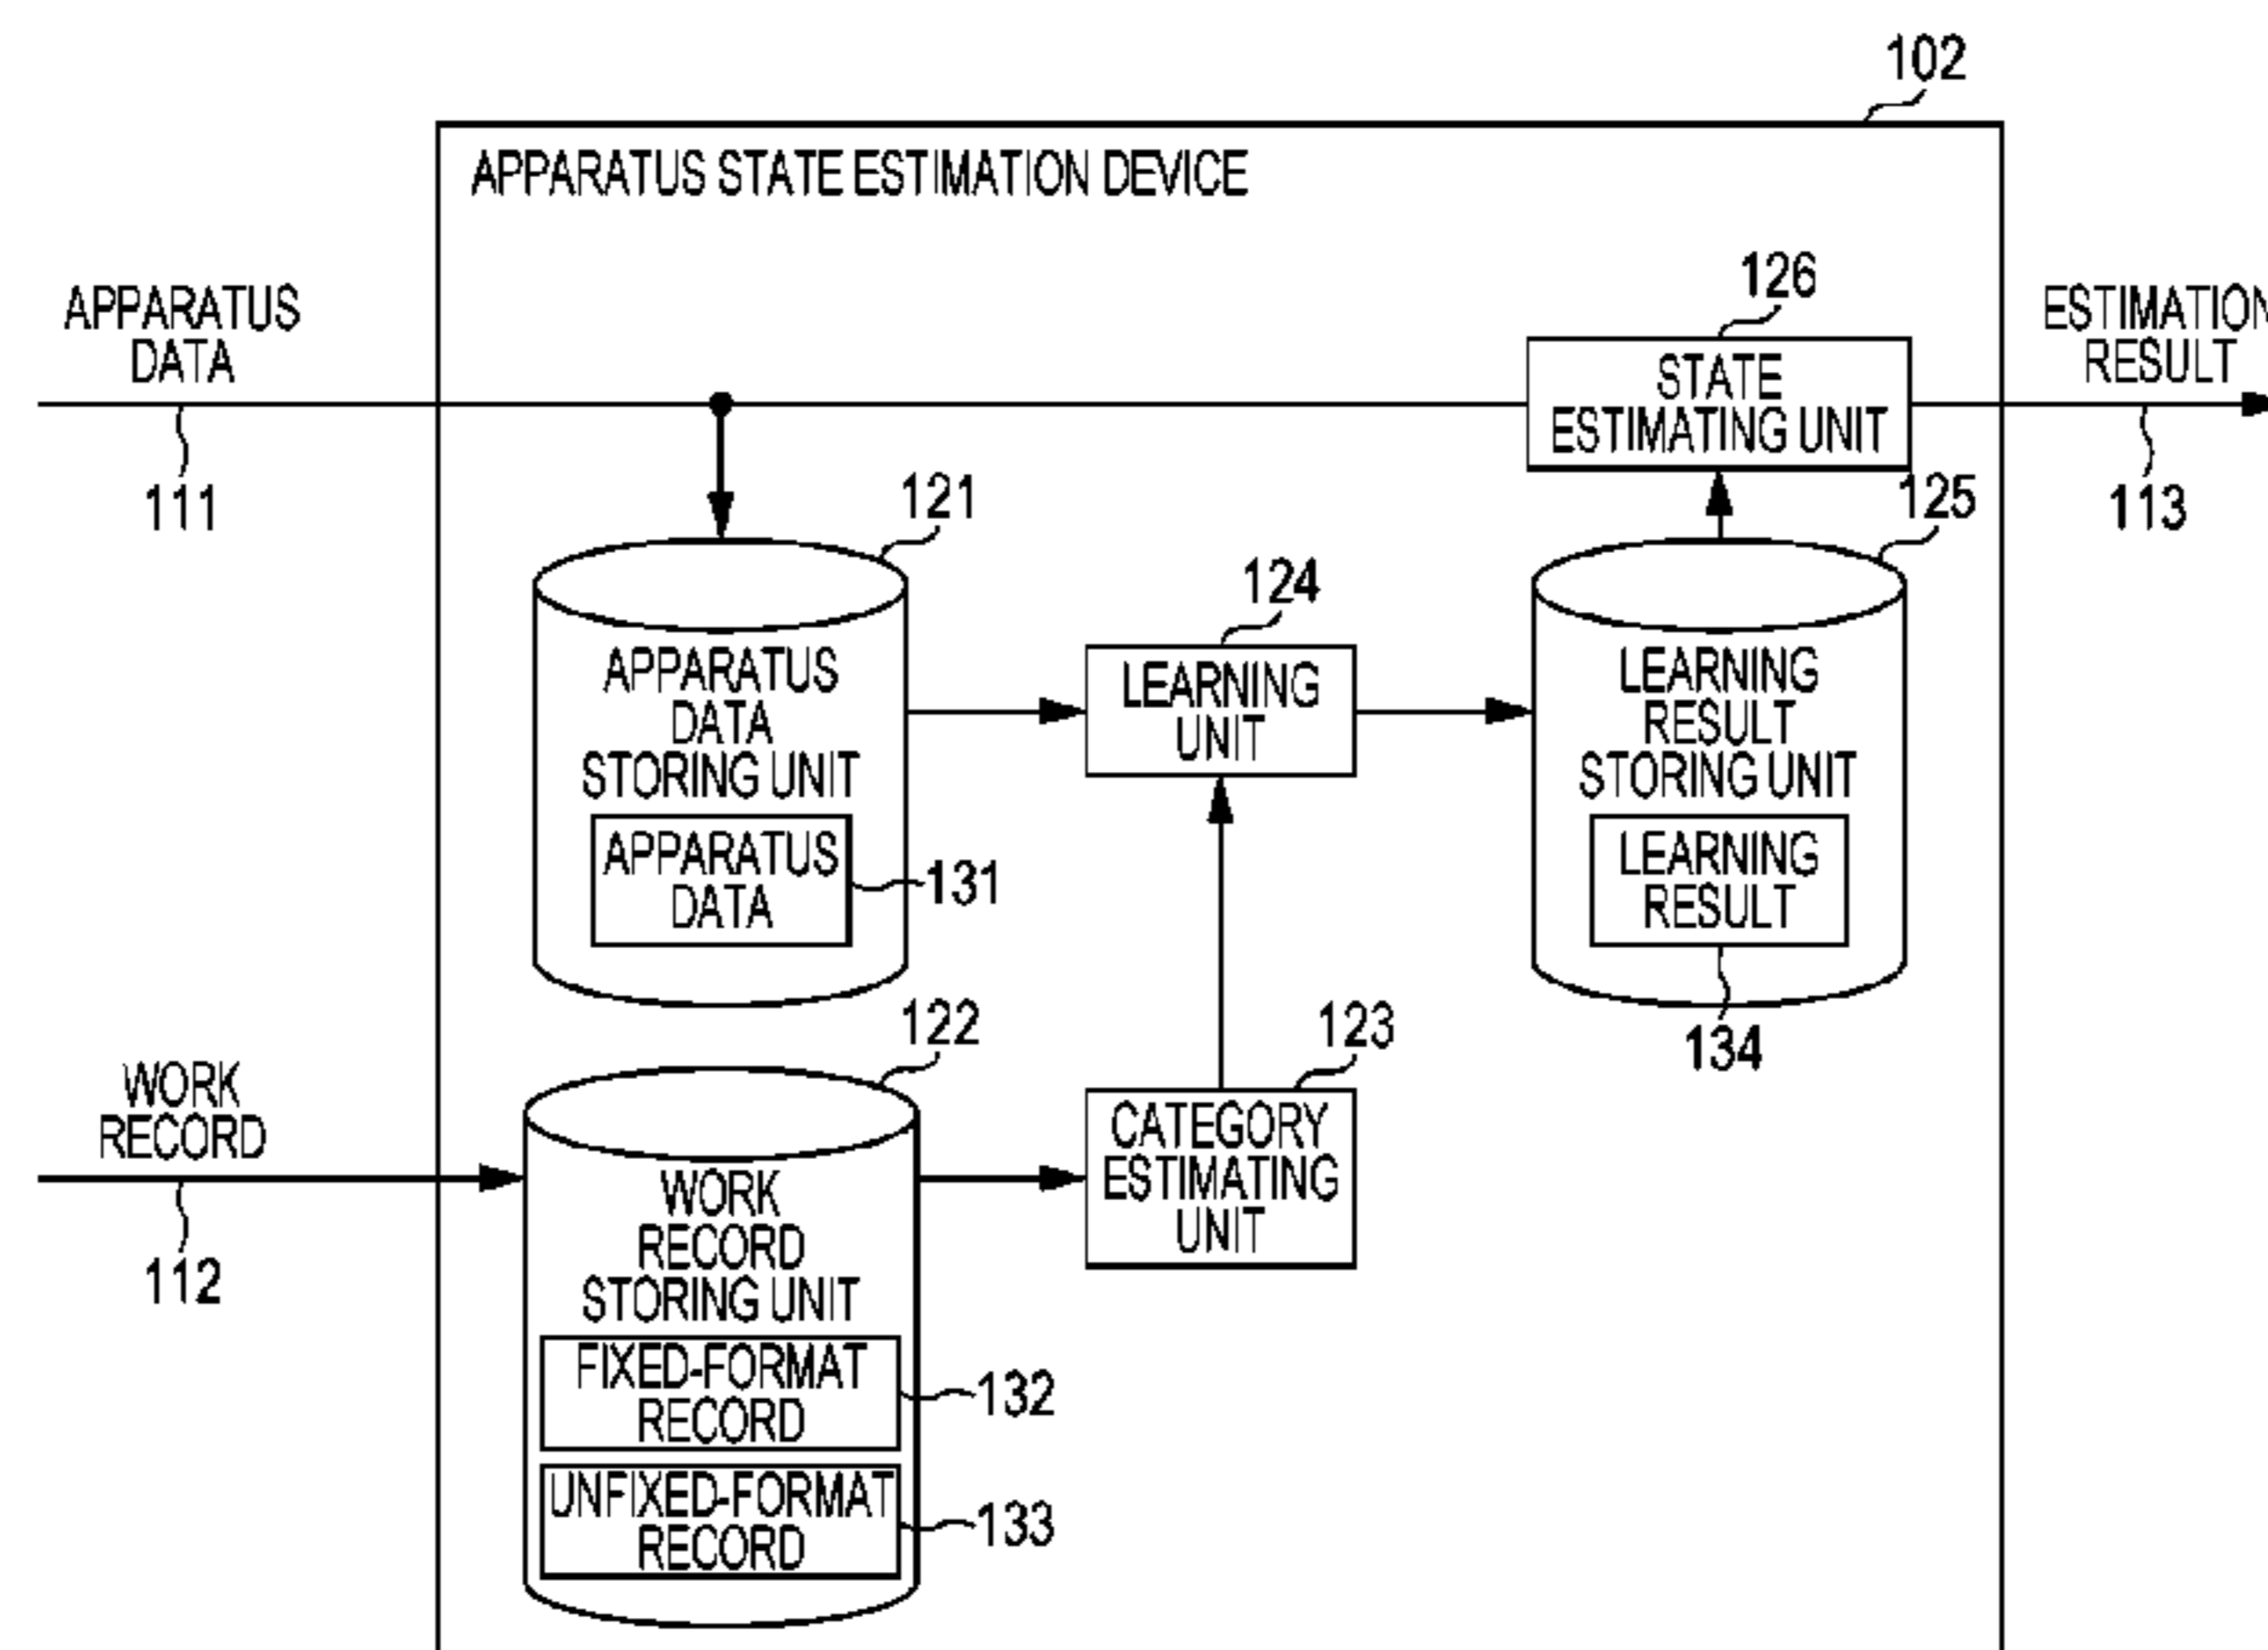 102
APPARATUS STATE ESTIMATION DEVICE
126
APPARATUS
DATA
STATE
ESTIMATING UNIT
ESTIMATION
RESULT
111
121
125
113
124
APPARATUS
DATA
STORING UNIT
LEARNING
UNIT
LEARNING
RESULT
STORING UNIT
APPARATUS
DATA
131
LEARNING
RESULT
122
123
134
WORK
RECORD
CATEGORY
ESTIMATING
UNIT
112
WORK
RECORD
STORING UNIT
FIXED-FORMAT
RECORD
132
UNFIXED-FORMAT
RECORD
133